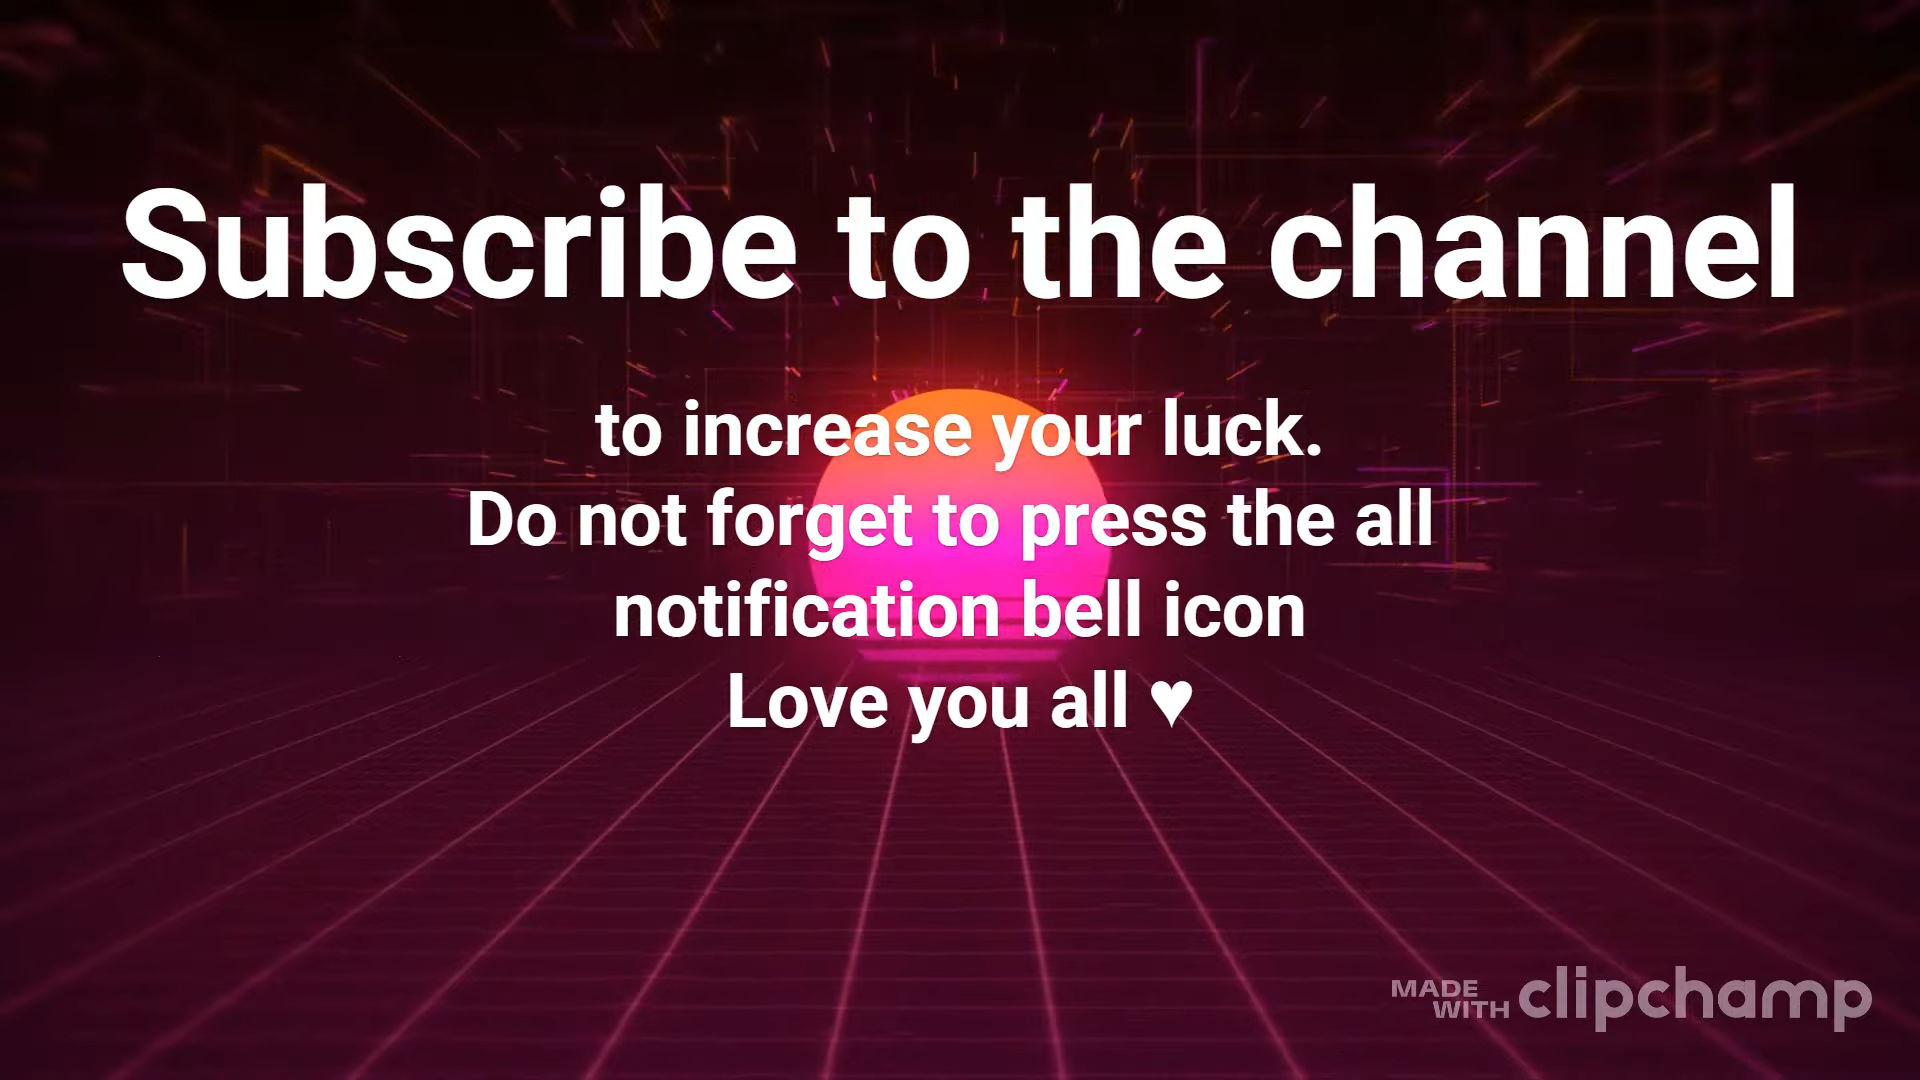 Subscribe to the channel
to increase your luck.
Do not forget to press the all
notification bell icon
Love you all ♥
MADE
WITH clipchamp